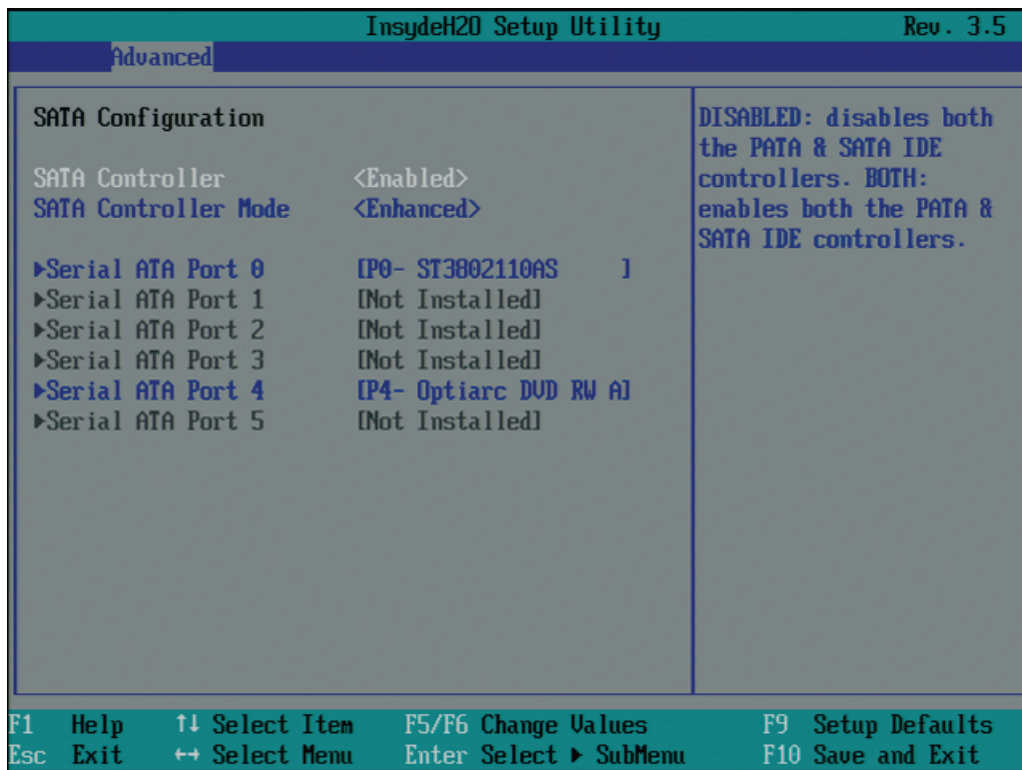 InsydeH2O Setup Utility Rev. 3.5
Advanced
SATA Configuration
SATA Controller <Enabled>
SATA Controller Mode <Enhanced>
▶Serial ATA Port 0 [P0- ST3802110AS ]
▶Serial ATA Port 1 [Not Installed]
▶Serial ATA Port 2 [Not Installed]
▶Serial ATA Port 3 [Not Installed]
▶Serial ATA Port 4 [P4- Optiarc DVD RW A]
▶Serial ATA Port 5 [Not Installed]
DISABLED: disables both
the PATA & SATA IDE
controllers. BOTH:
enables both the PATA &
SATA IDE controllers.
F1 Help ↑↓ Select Item F5/F6 Change Values F9 Setup Defaults
Esc Exit ↔ Select Menu Enter Select ▶ SubMenu F10 Save and Exit